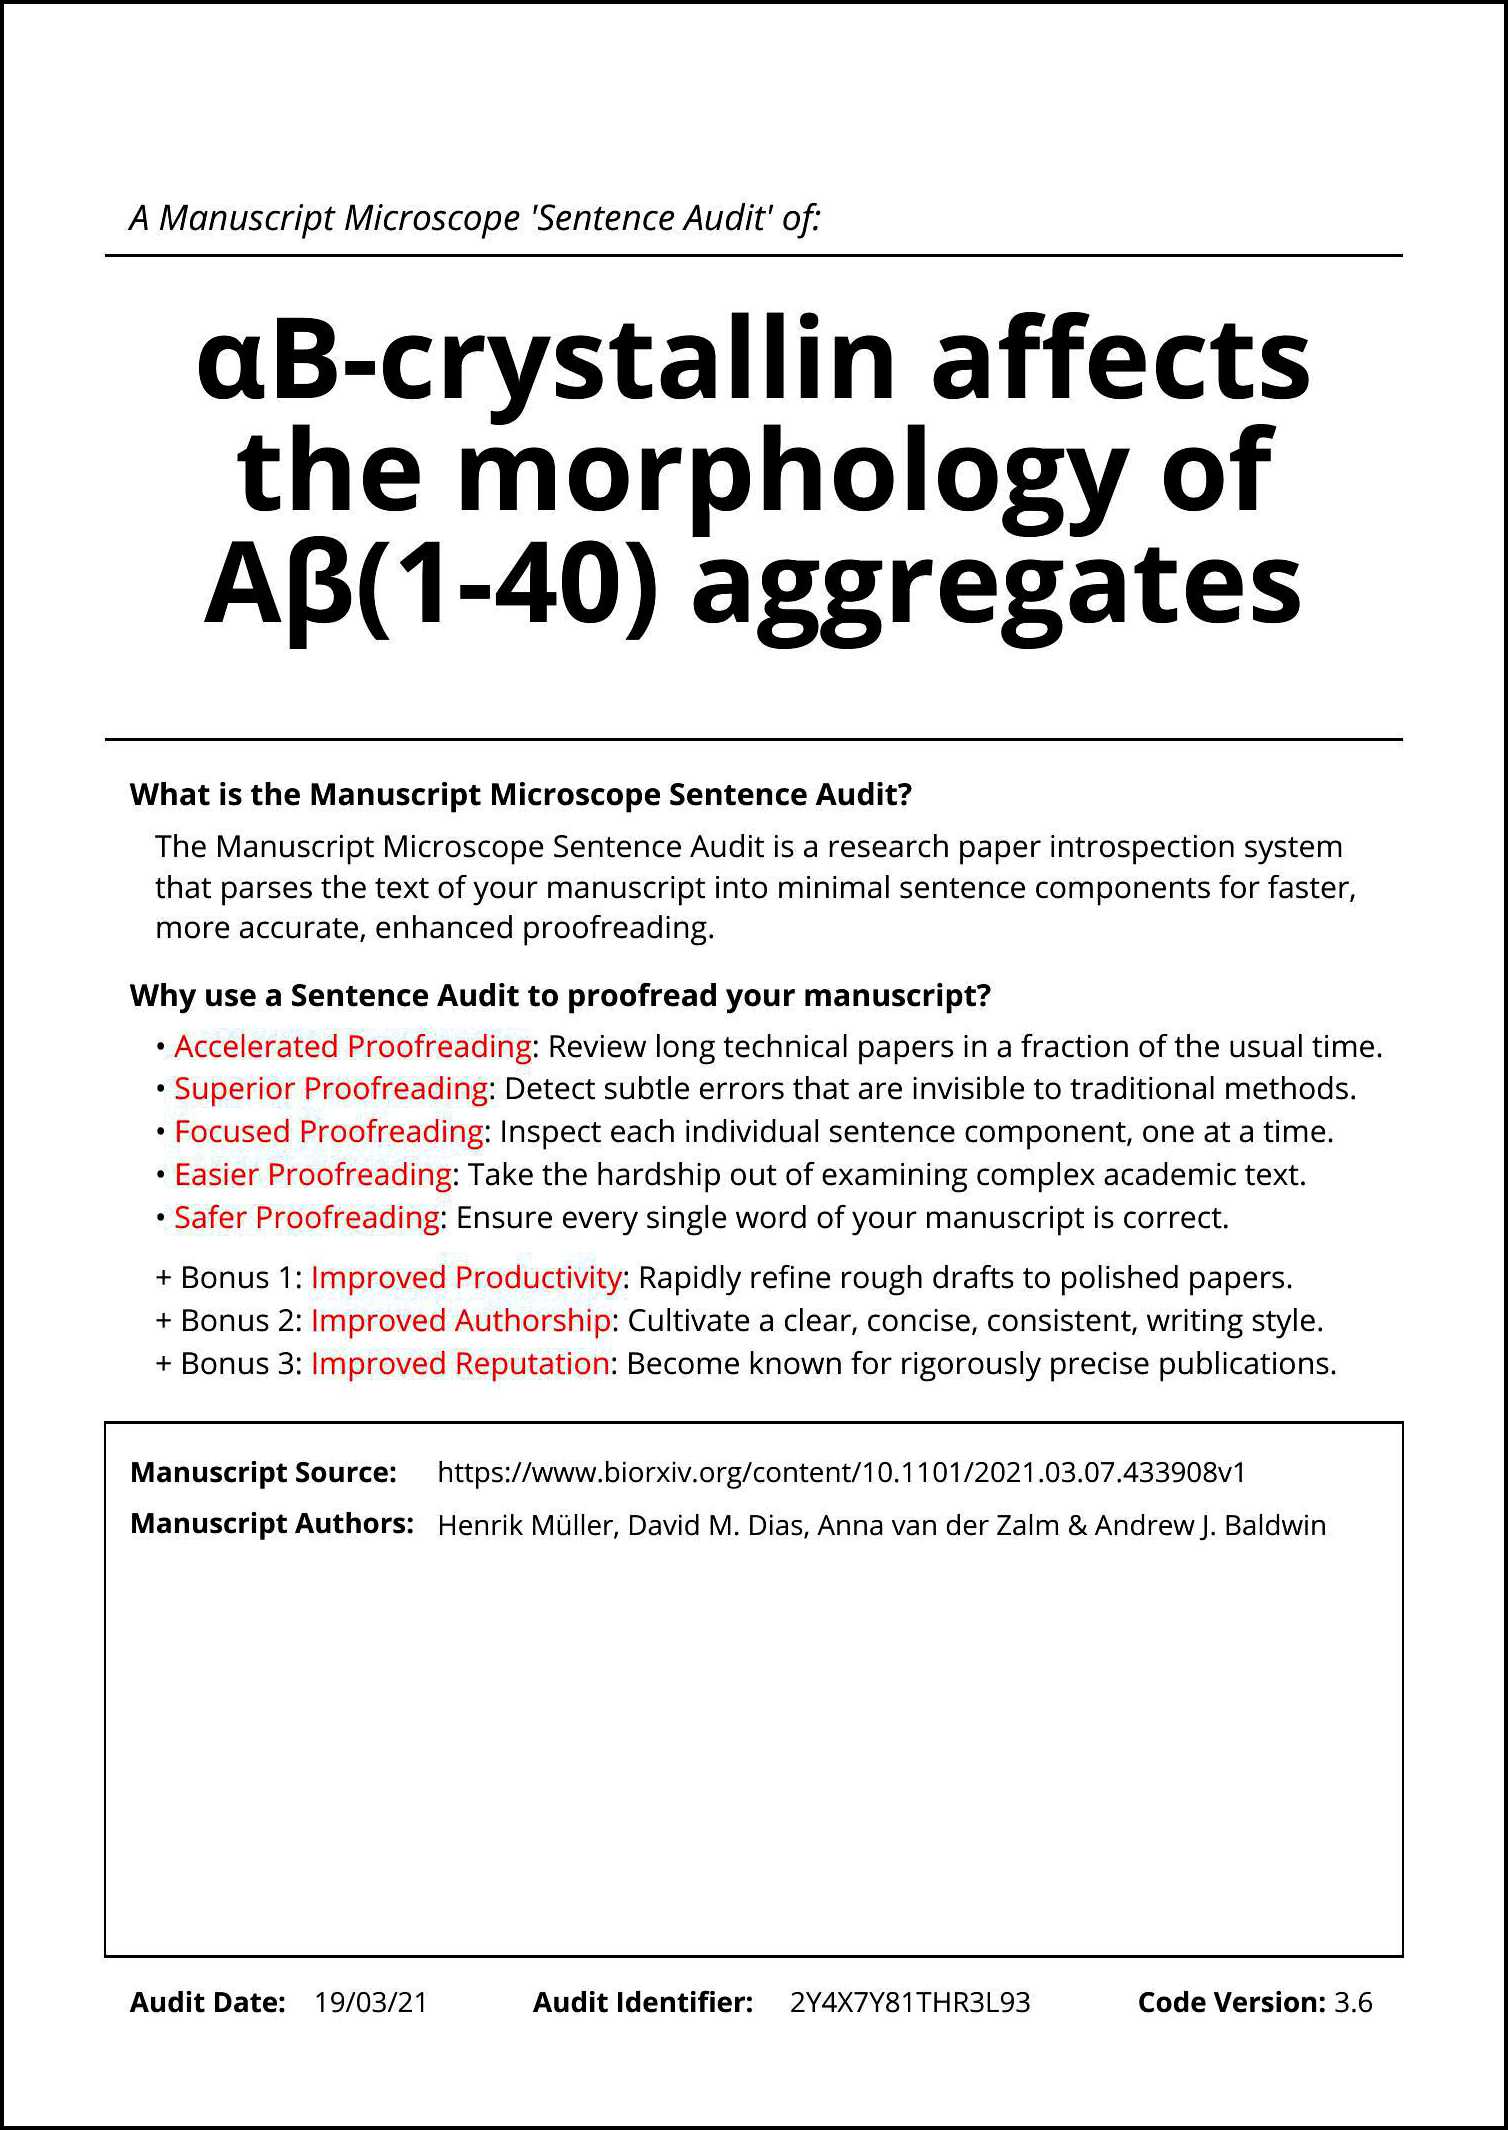 A Manuscript Microscope 'Sentence Audit' of:
αB-crystallin affects
the morphology of
Aβ(1-40) aggregates
What is the Manuscript Microscope Sentence Audit?
The Manuscript Microscope Sentence Audit is a research paper introspection system
that parses the text of your manuscript into minimal sentence components for faster,
more accurate, enhanced proofreading.
Why use a Sentence Audit to proofread your manuscript?
• Accelerated Proofreading: Review long technical papers in a fraction of the usual time.
• Superior Proofreading: Detect subtle errors that are invisible to traditional methods.
• Focused Proofreading: Inspect each individual sentence component, one at a time.
• Easier Proofreading: Take the hardship out of examining complex academic text.
• Safer Proofreading: Ensure every single word of your manuscript is correct.
+ Bonus 1: Improved Productivity: Rapidly refine rough drafts to polished papers.
+ Bonus 2: Improved Authorship: Cultivate a clear, concise, consistent, writing style.
+ Bonus 3: Improved Reputation: Become known for rigorously precise publications.
Manuscript Source: https://www.biorxiv.org/content/10.1101/2021.03.07.433908v1
Manuscript Authors: Henrik Müller, David M. Dias, Anna van der Zalm & Andrew J. Baldwin
Audit Date: 19/03/21 Audit Identifier: 2Y4X7Y81THR3L93 Code Version: 3.6